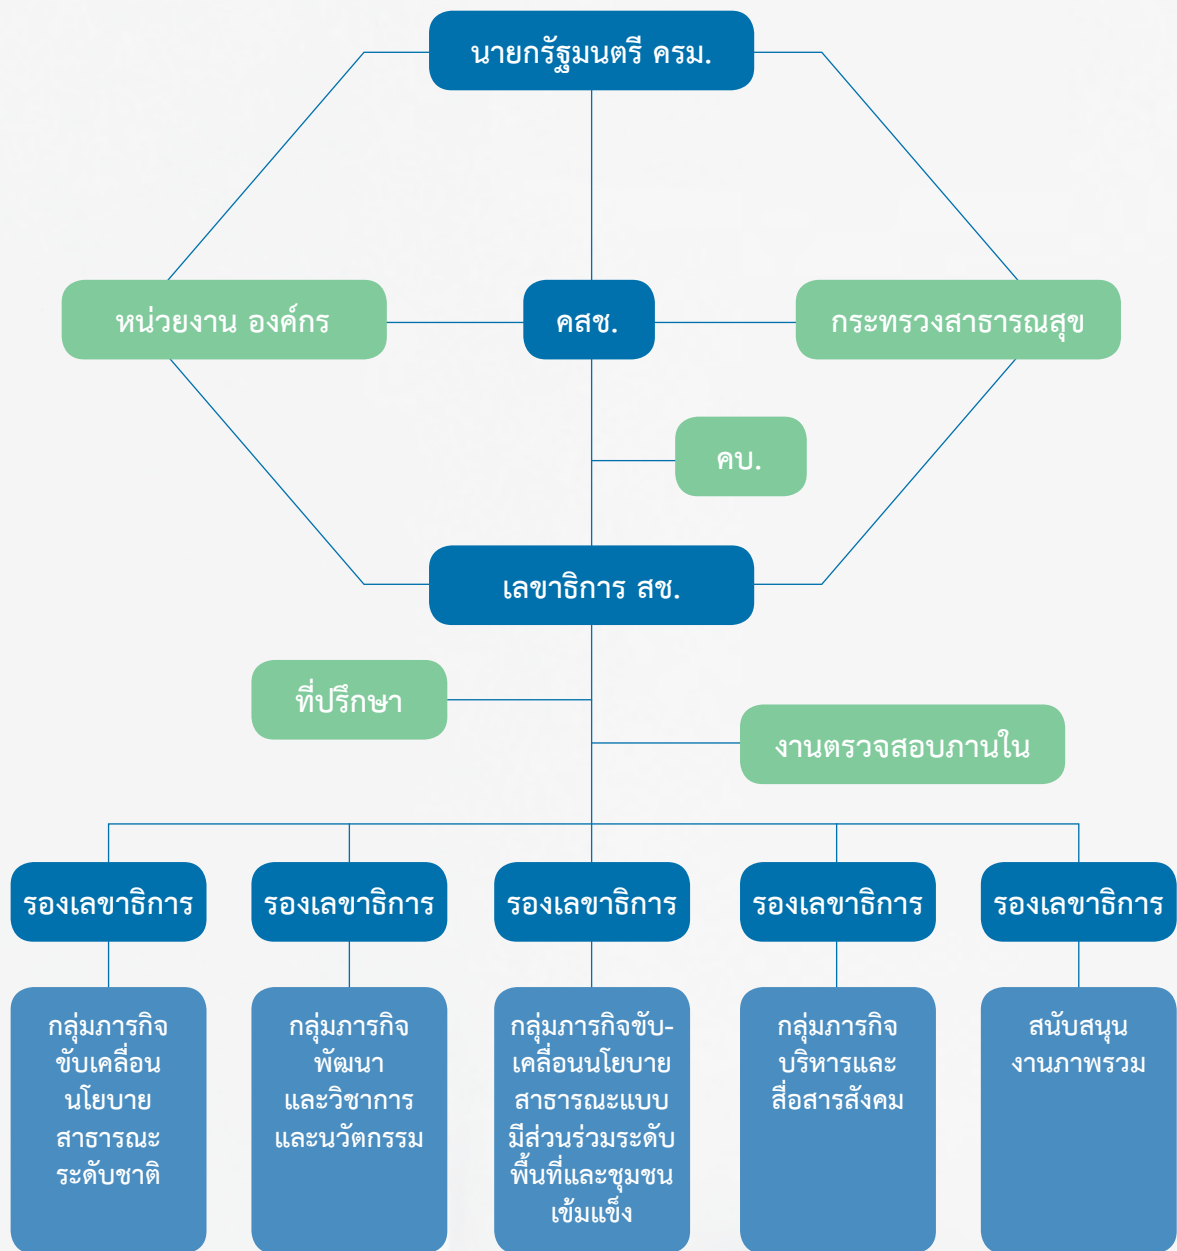 นายกรัฐมนตรี ครม.
หน่วยงาน องค์กร
คสช.
กระทรวงสาธารณสุข
คบ.
เลขาธิการ สช.
ที่ปรึกษา
งานตรวจสอบภานใน
รองเลขาธิการ
รองเลขาธิการ
รองเลขาธิการ
รองเลขาธิการ
รองเลขาธิการ
กลุ่มภารกิจ
ขับเคลื่อน
นโยบาย
สาธารณะ
ระดับชาติ
กลุ่มภารกิจ
พัฒนา
และวิชาการ
และนวัตกรรม
กลุ่มภารกิจขับ-
เคลื่อนนโยบาย
สาธารณะแบบ
มีส่วนร่วมระดับ
พื้นที่และชุมชน
เข้มแข็ง
กลุ่มภารกิจ
บริหารและ
สื่อสารสังคม
สนับสนุน
งานภาพรวม